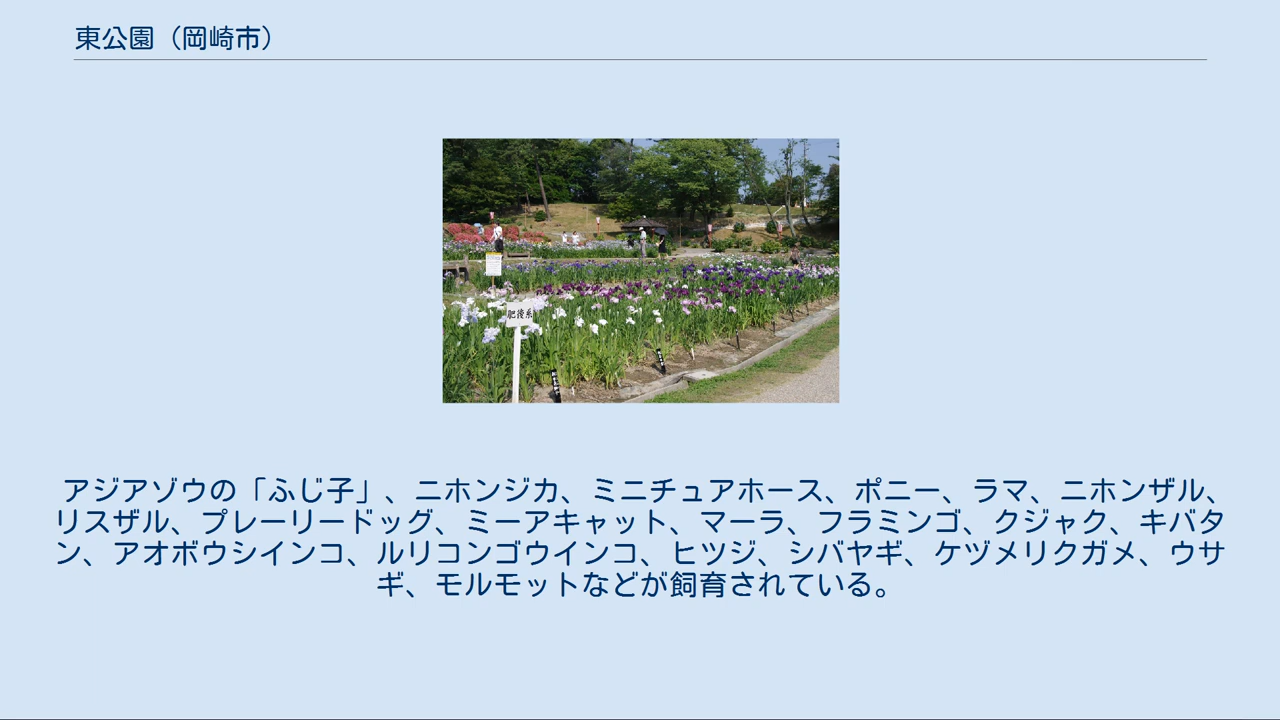 東公園（岡崎市）
肥後系
アジアゾウの「ふじ子」、ニホンジカ、ミニチュアホース、ポニー、ラマ、ニホンザル、
リスザル、プレーリードッグ、ミーアキャット、マーラ、フラミンゴ、クジャク、キバタ
ン、アオボウシインコ、ルリコンゴウインコ、ヒツジ、シバヤギ、ケヅメリクガメ、ウサ
ギ、モルモットなどが飼育されている。